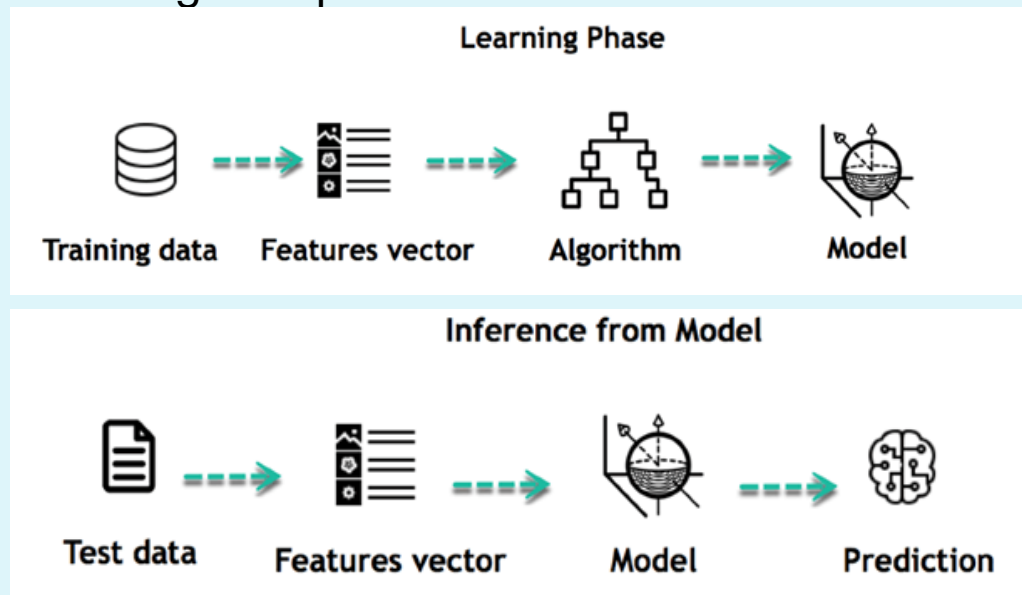 Learning Phase
Training data Features vector Algorithm Model
Inference from Model
Test data Features vector Model Prediction